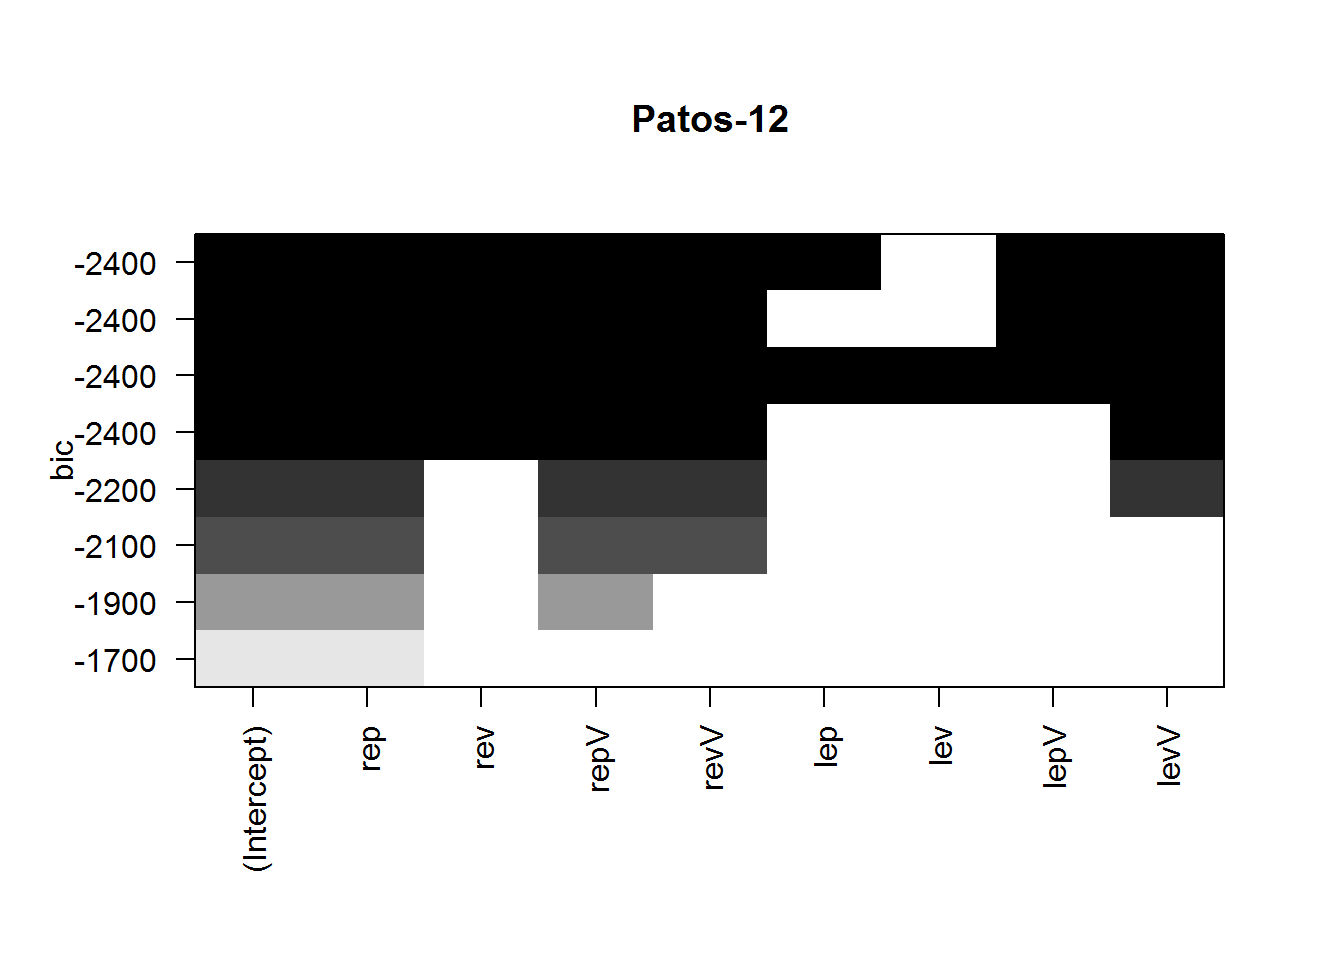 Patos-12
bic
-2400
-2400
-2400
-2400
-2200
-2100
-1900
-1700
(Intercept)
rep
rev
repV
revV
lep
lev
lepV
levV